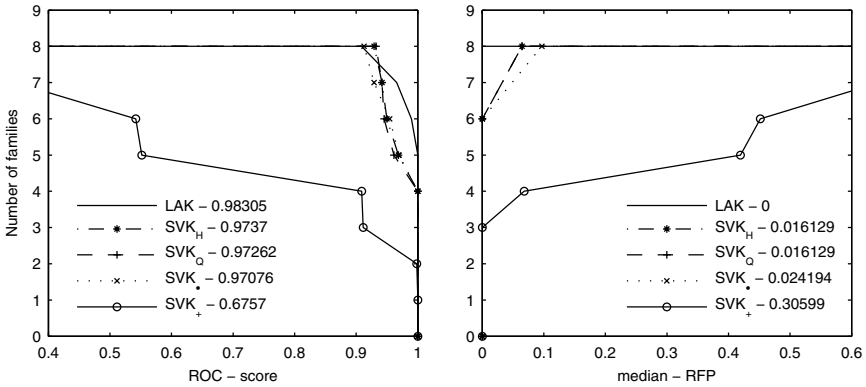 Number of families
8
7
6
5
4
3
2
1
0
LAK − 0.98305
SVK_H − 0.9737
SVK_Q − 0.97262
SVK_• − 0.97076
SVK_+ − 0.6757
0.4 0.5 0.6 0.7 0.8 0.9 1
ROC − score
9
8
7
6
5
4
3
2
1
0
LAK − 0
SVK_H − 0.016129
SVK_Q − 0.016129
SVK_• − 0.024194
SVK_+ − 0.30599
0 0.1 0.2 0.3 0.4 0.5 0.6
median − RFP